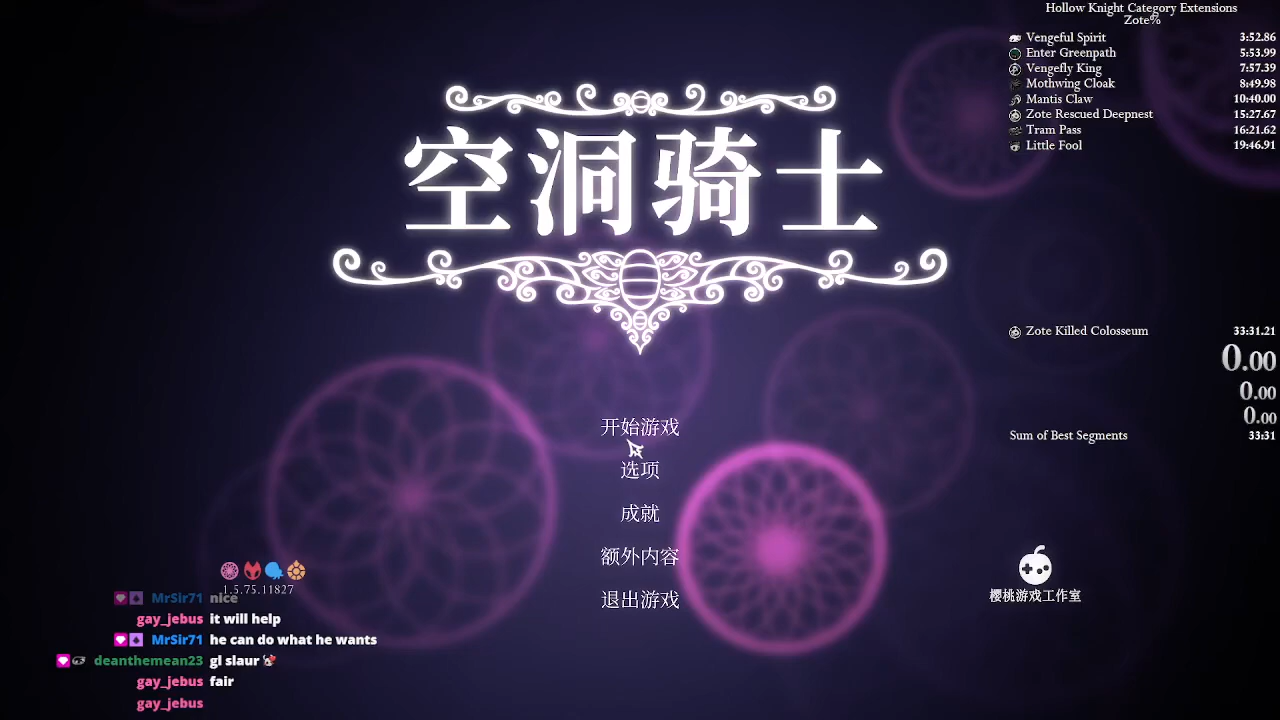 Hollow Knight Category Extensions
Zote%
Vengeful Spirit 3:52.86
Enter Greenpath 5:53.99
Vengefly King 7:57.39
Mothwing Cloak 8:49.98
Mantis Claw 10:40.00
Zote Rescued Deepnest 15:27.67
Tram Pass 16:21.62
Little Fool 19:46.91
空洞骑士
Zote Killed Colosseum 33:31.21
0.00
0.00
0.00
Sum of Best Segments 33:31
开始游戏
选项
成就
额外内容
退出游戏
樱桃游戏工作室
1.5.75.11827
MrSir71 nice
gay_jebus it will help
MrSir71 he can do what he wants
deanthemean23 gl slaur
gay_jebus fair
gay_jebus